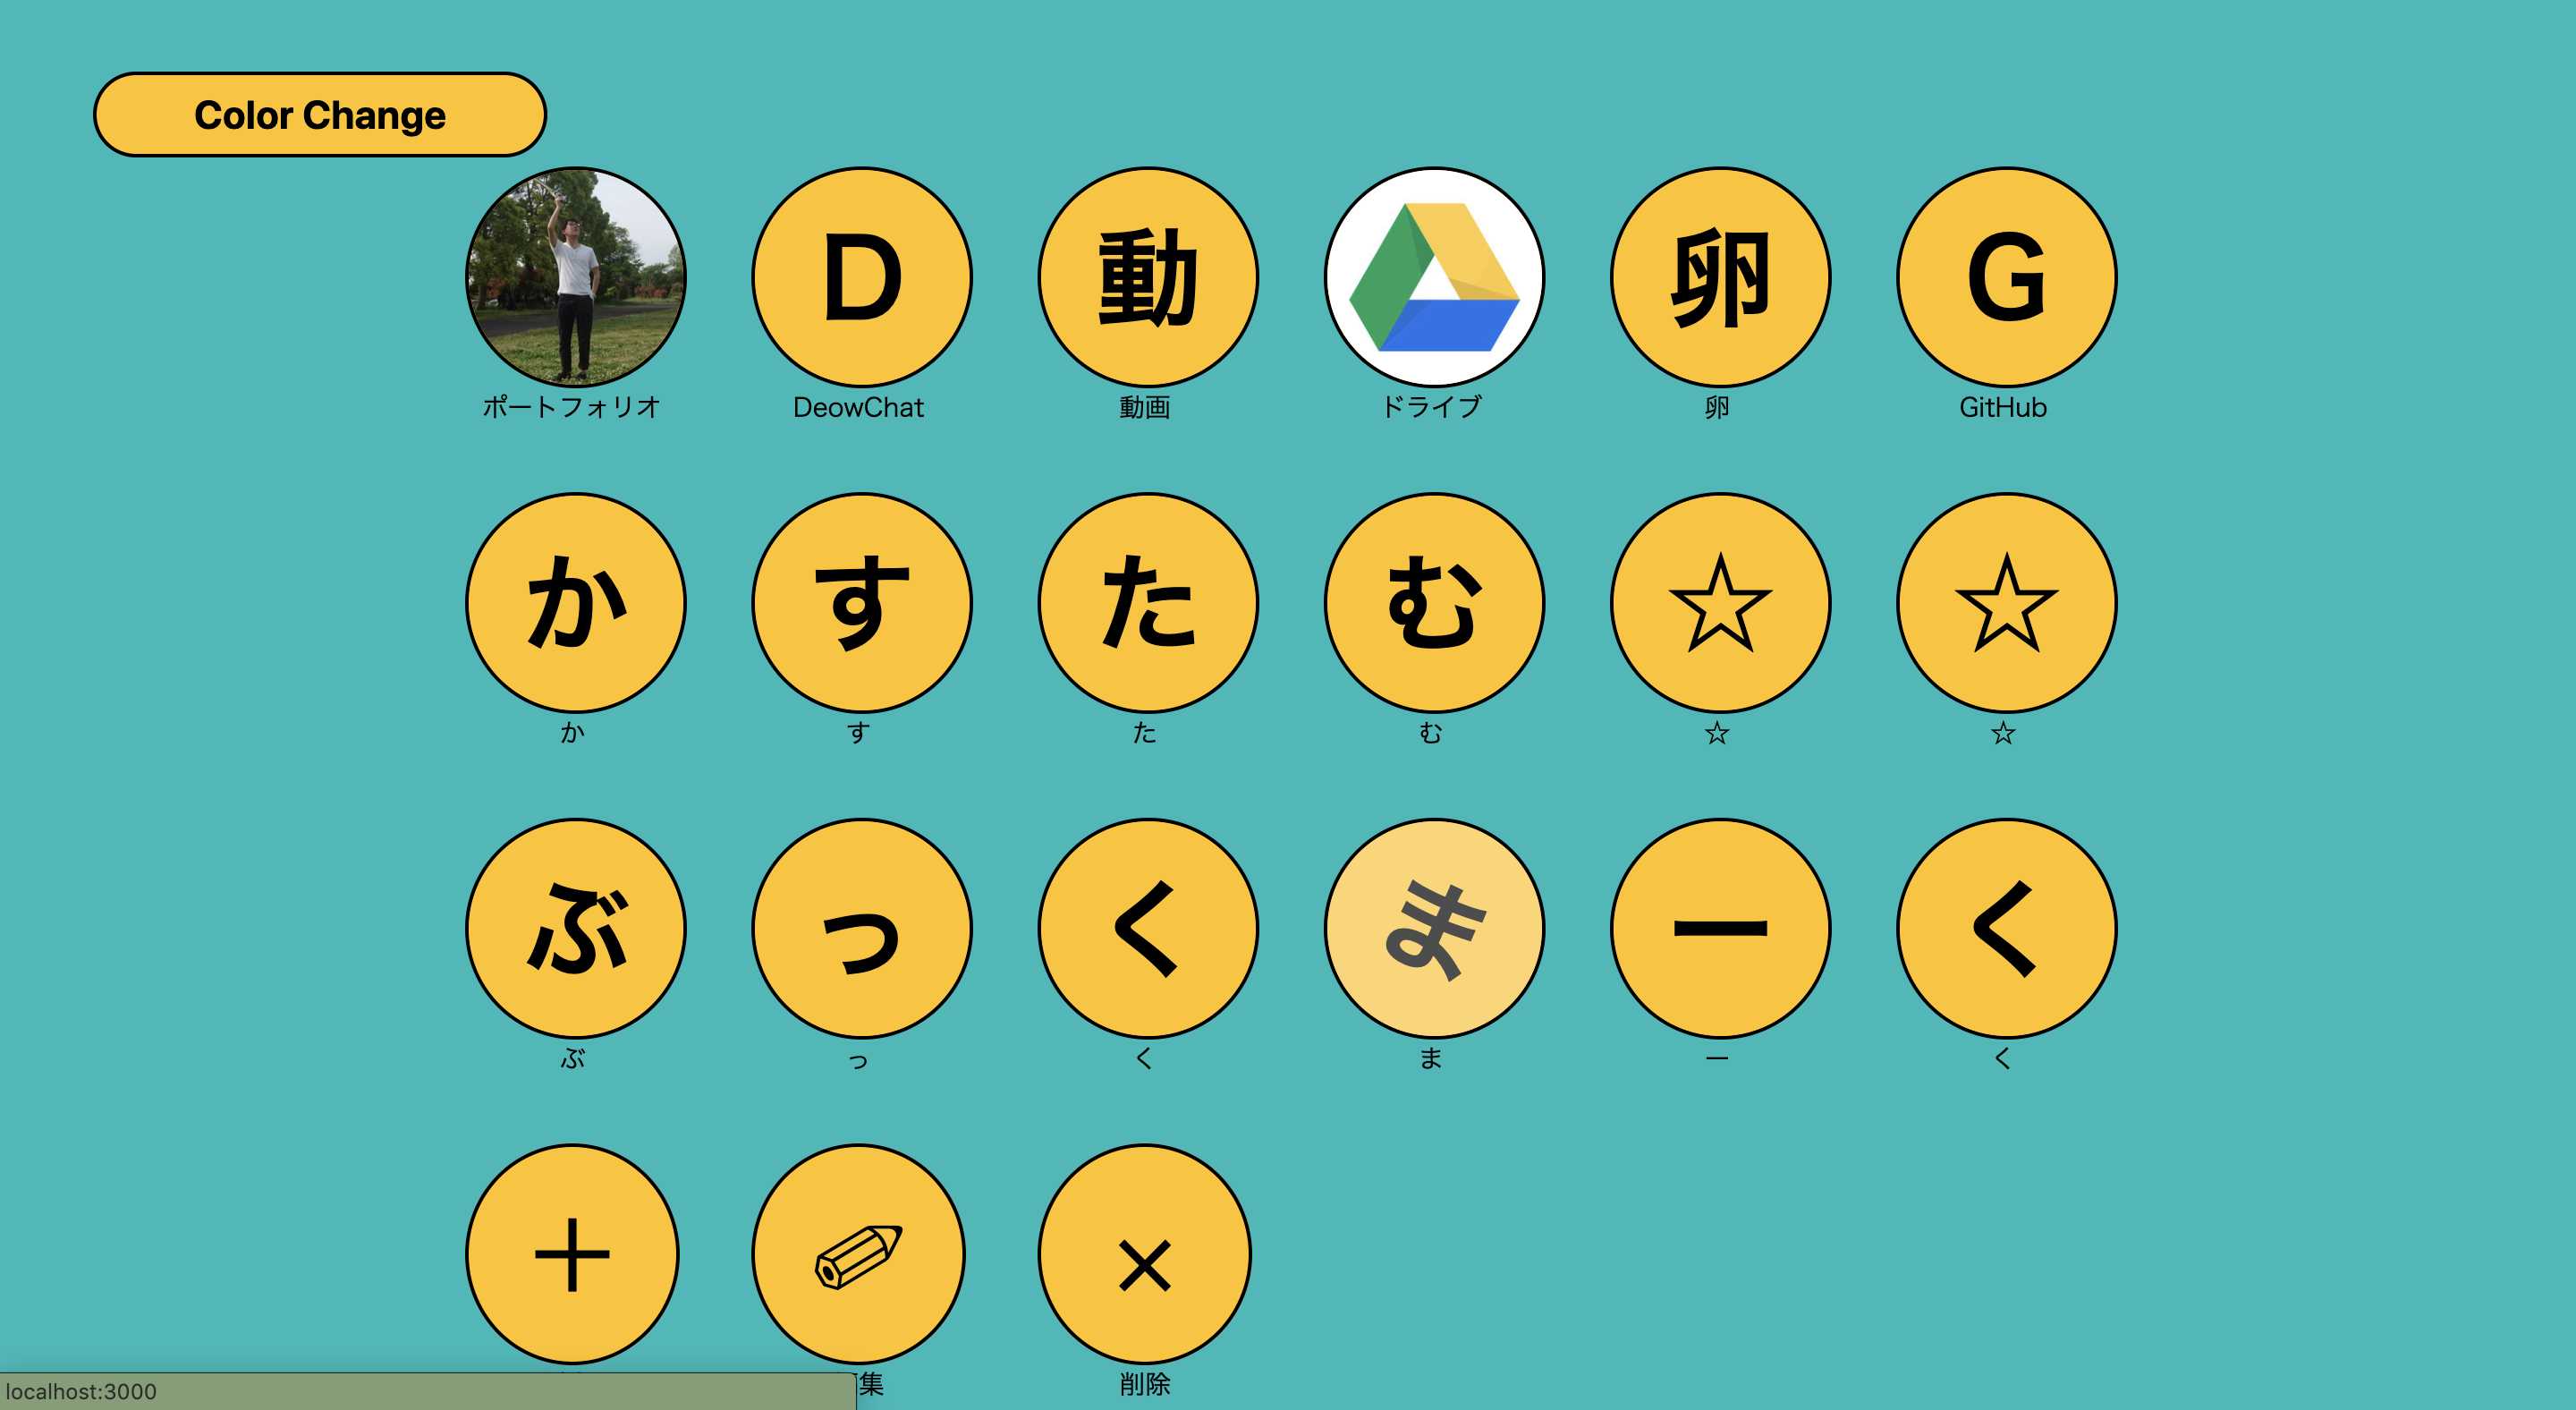 Color Change
D 動 卵 G
ポートフォリオ DeowChat 動画 ドライブ 卵 GitHub
か す た む ☆ ☆
か す た む ☆ ☆
ぶ っ く ま ー く
ぶ っ く ま ー く
＋ ×
集 削除
localhost:3000